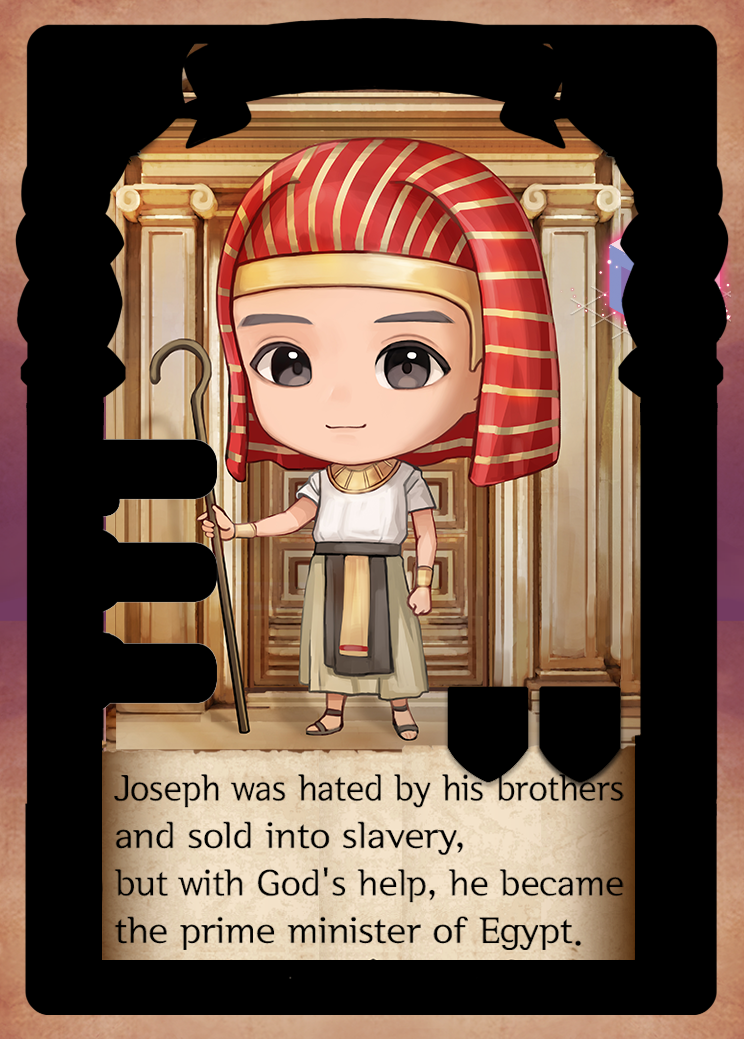 Joseph was hated by his brothers
and sold into slavery,
but with God's help, he became
the prime minister of Egypt.